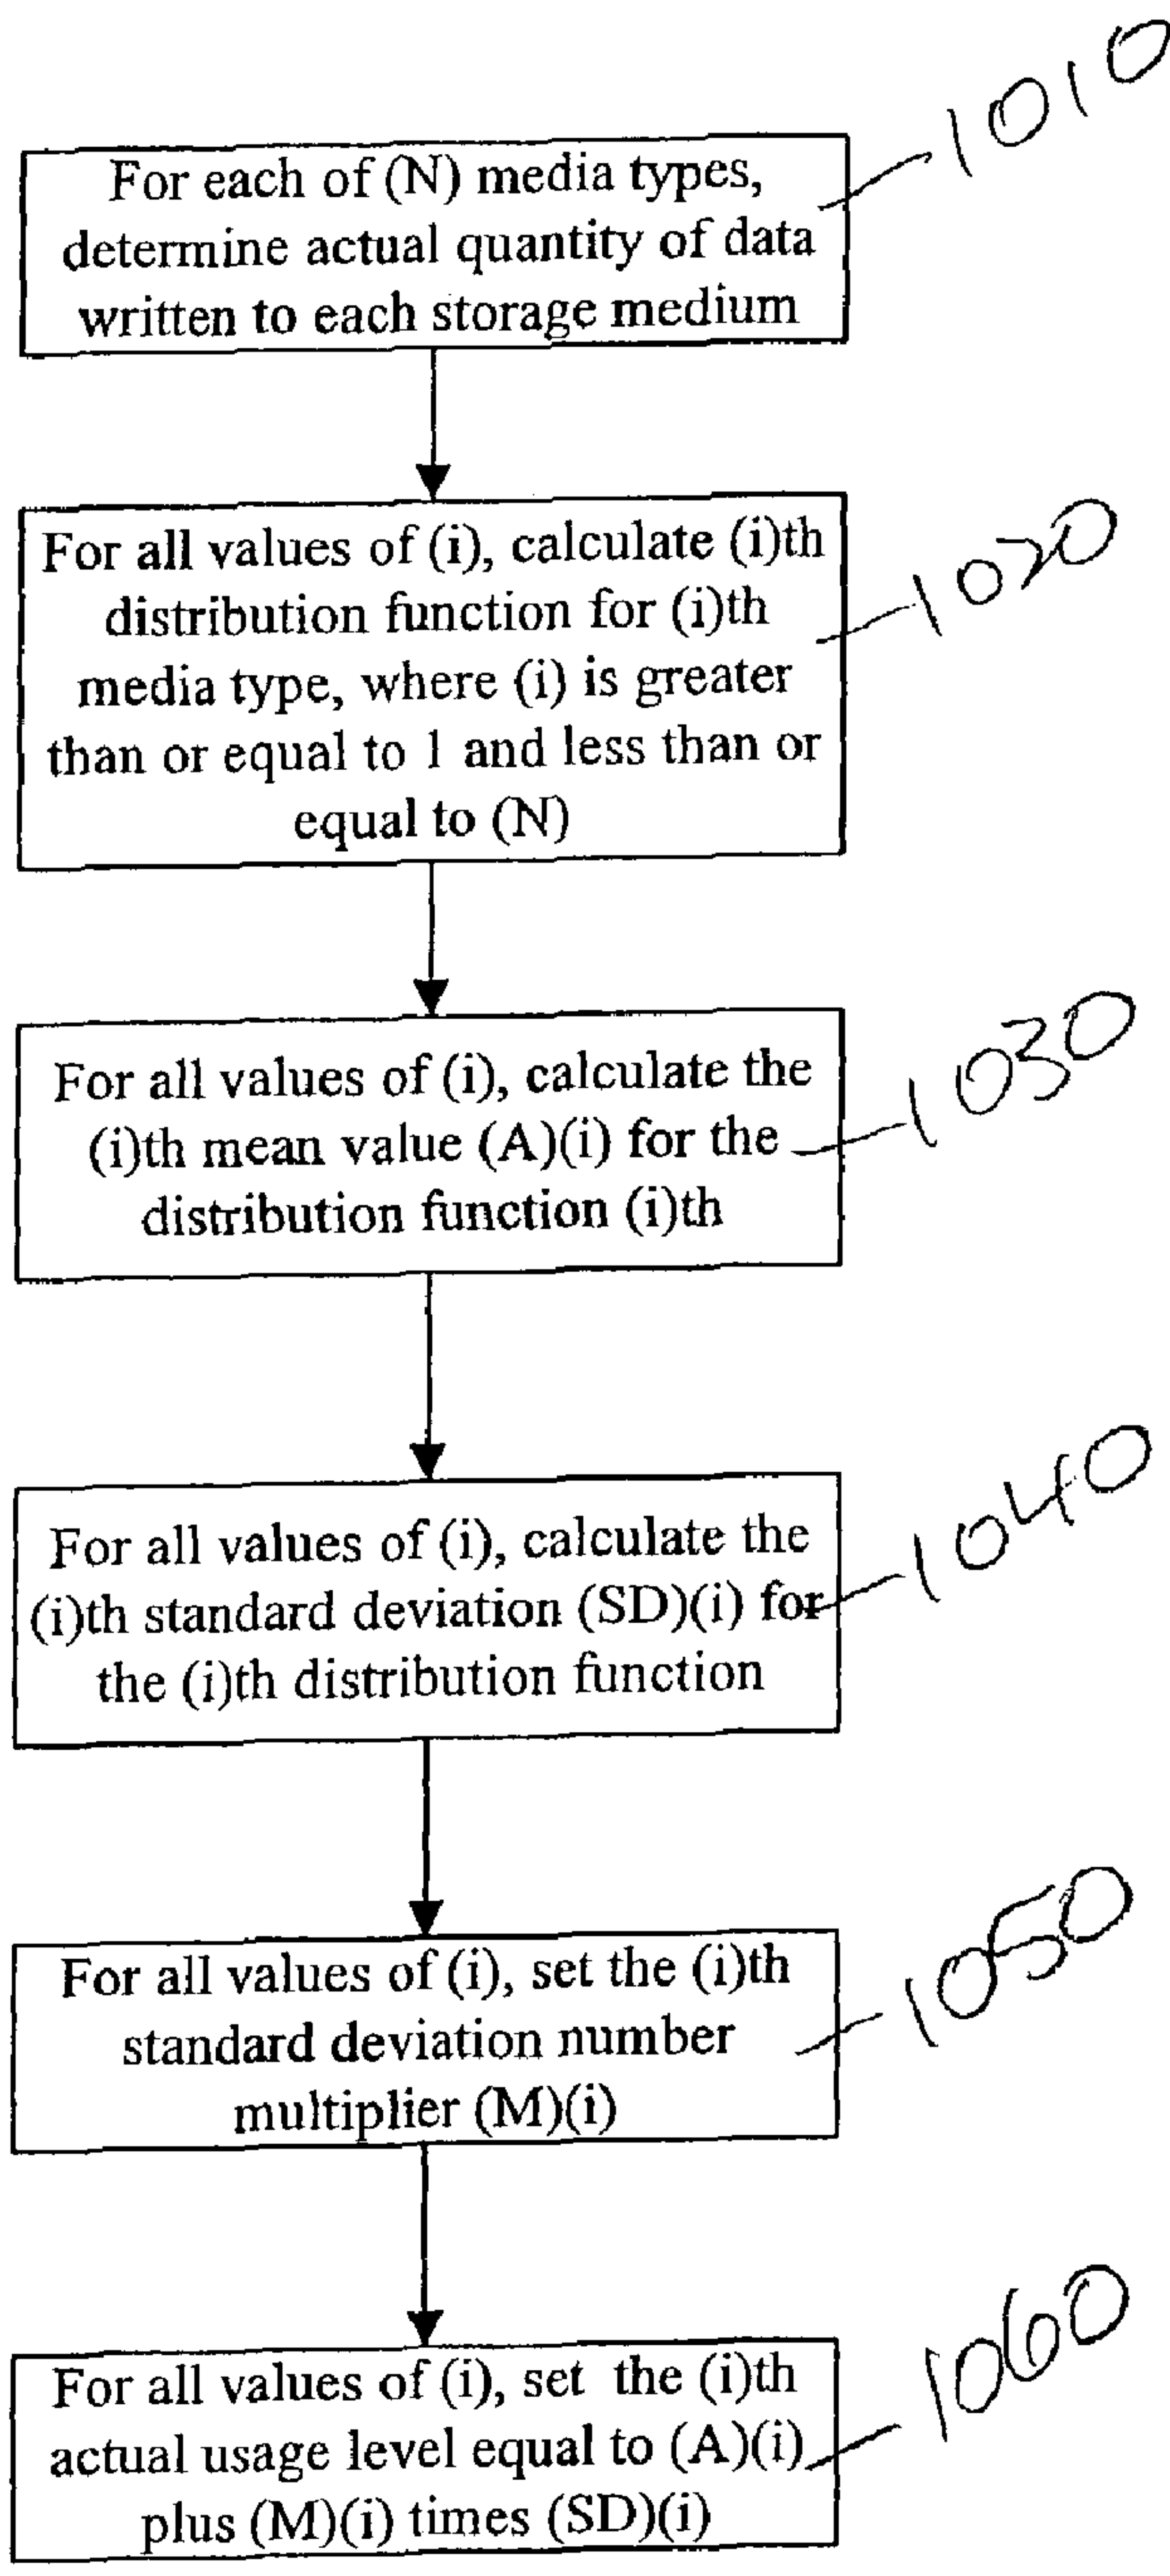 1010
For each of (N) media types,
determine actual quantity of data
written to each storage medium
1020
For all values of (i), calculate (i)th
distribution function for (i)th
media type, where (i) is greater
than or equal to 1 and less than or
equal to (N)
1030
For all values of (i), calculate the
(i)th mean value (A)(i) for the
distribution function (i)th
1040
For all values of (i), calculate the
(i)th standard deviation (SD)(i) for
the (i)th distribution function
1050
For all values of (i), set the (i)th
standard deviation number
multiplier (M)(i)
1060
For all values of (i), set the (i)th
actual usage level equal to (A)(i)
plus (M)(i) times (SD)(i)